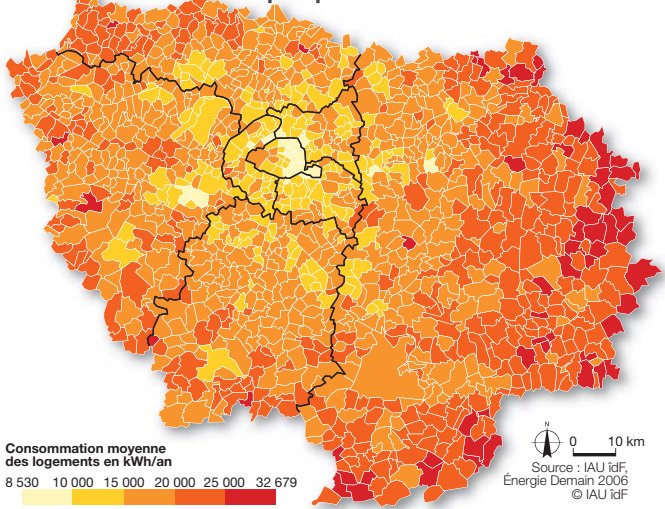 Consommation moyenne
des logements en kWh/an
8 530 10 000 15 000 20 000 25 000 32 679
N
0 10 km
Source : IAU îdF,
Énergie Demain 2006
© IAU îdF